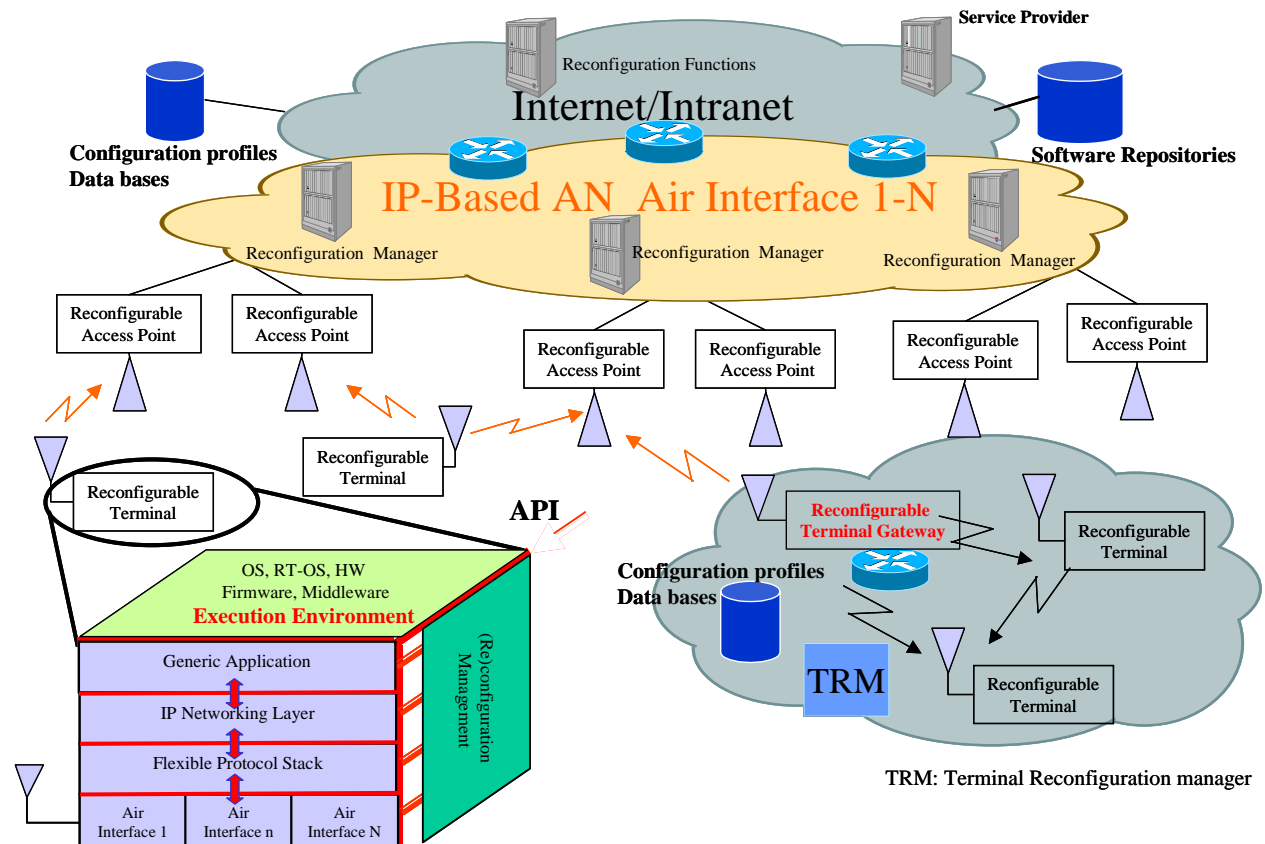 Service Provider
Reconfiguration Functions
Internet/Intranet
Configuration profiles
Data bases
Software Repositories
IP-Based AN Air Interface 1-N
Reconfiguration Manager
Reconfiguration Manager
Reconfiguration Manager
Reconfigurable
Access Point
Reconfigurable
Access Point
Reconfigurable
Access Point
Reconfigurable
Access Point
Reconfigurable
Access Point
Reconfigurable
Access Point
Reconfigurable
Terminal
Reconfigurable
Terminal
API
OS, RT-OS, HW
Firmware, Middleware
Execution Environment
Generic Application
IP Networking Layer
Flexible Protocol Stack
Air
Interface 1
Air
Interface n
Air
Interface N
(Re)configuration
Management
Reconfigurable
Terminal Gateway
Reconfigurable
Terminal
Configuration profiles
Data bases
TRM
Reconfigurable
Terminal
TRM: Terminal Reconfiguration manager